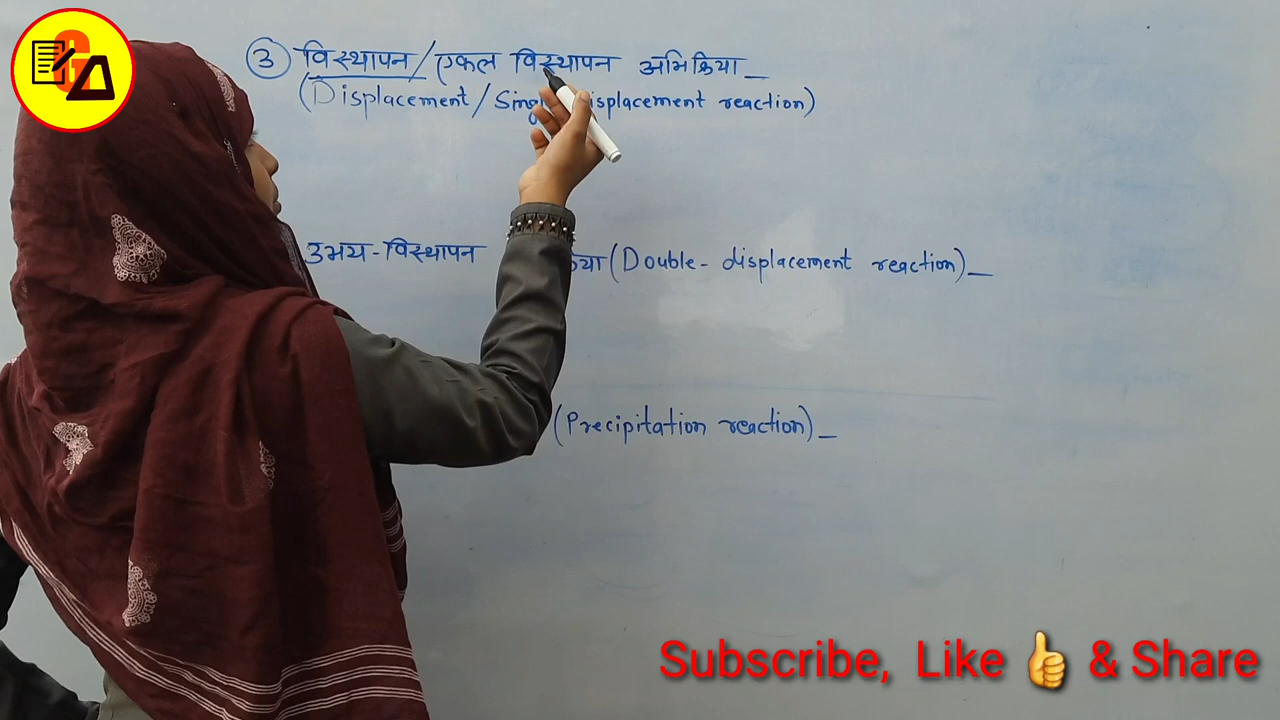 ③ विस्थापन/एकल विस्थापन अभिक्रिया _
(Displacement/Single displacement reaction)
उभय-विस्थापन (Double-displacement reaction) _
(Precipitation reaction) _
Subscribe, Like 👍 & Share